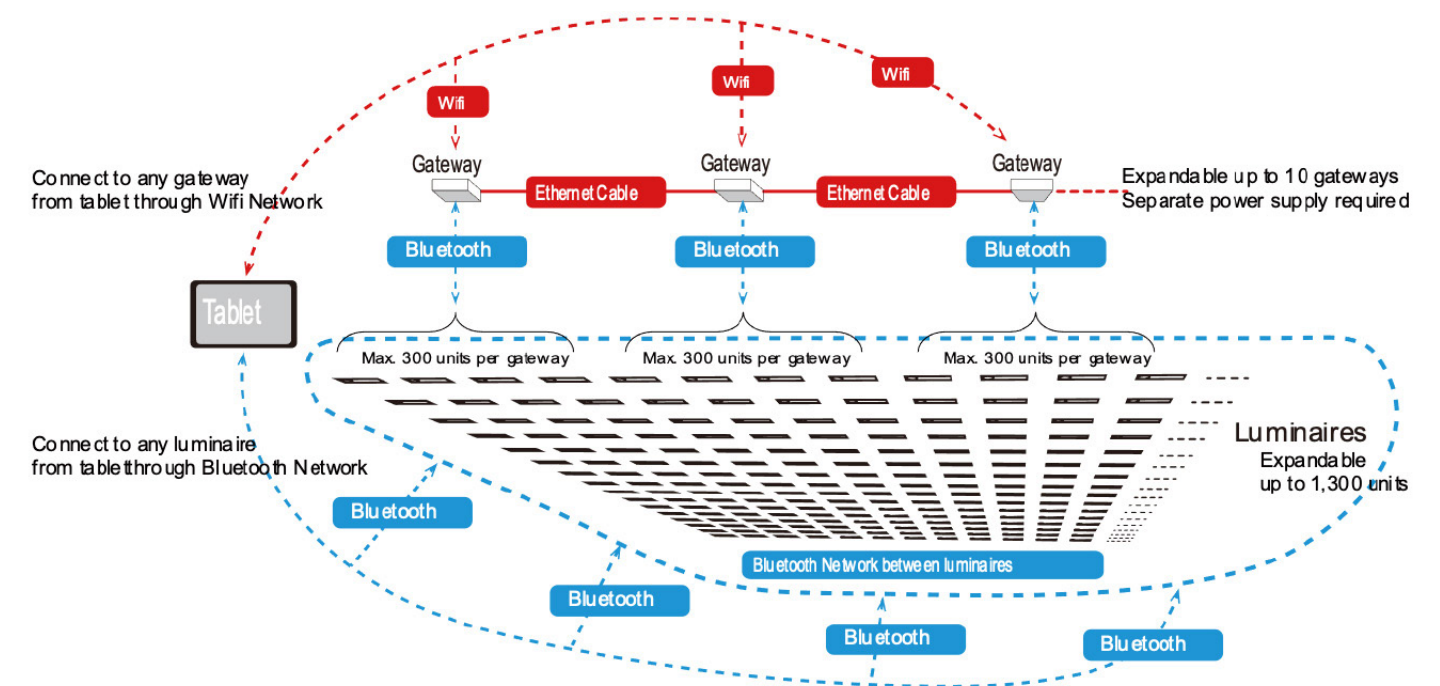 Wifi
Wifi
Wifi
Gateway
Gateway
Gateway
Connect to any gateway
from tablet through Wifi Network
Ethernet Cable
Ethernet Cable
Expandable up to 10 gateways
Separate power supply required
Bluetooth
Bluetooth
Bluetooth
Tablet
Max. 300 units per gateway
Max. 300 units per gateway
Max. 300 units per gateway
Connect to any luminaire
from tablet through Bluetooth Network
Luminaires
Expandable
up to 1,300 units
Bluetooth
Bluetooth Network between luminaires
Bluetooth
Bluetooth
Bluetooth